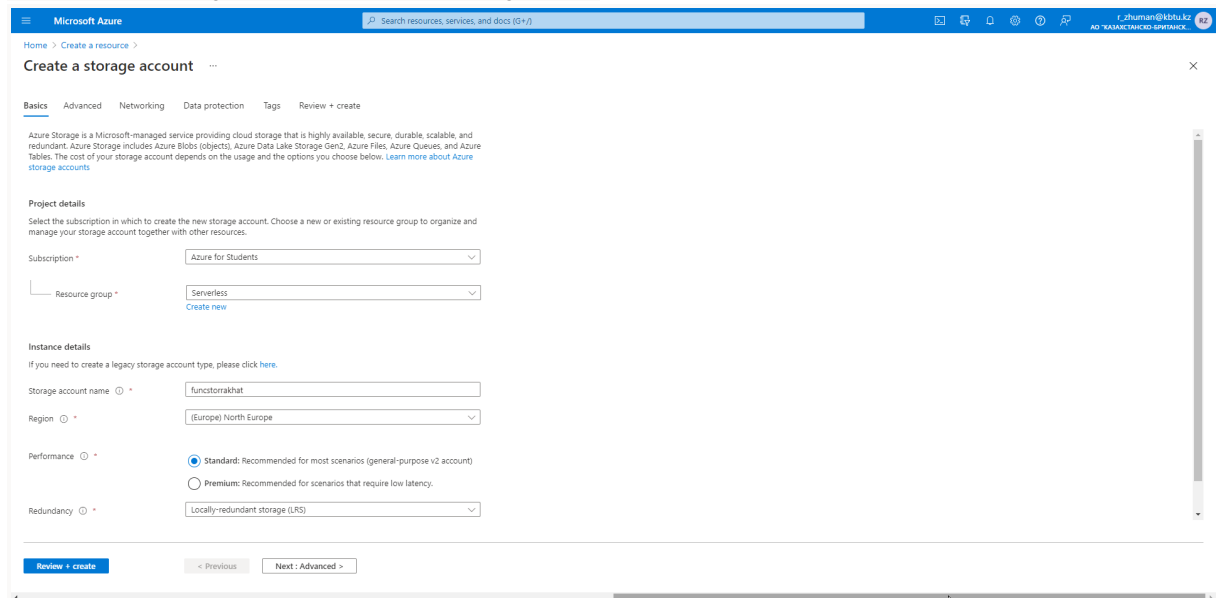 Microsoft Azure
Search resources, services, and docs (G+/)
r_zhuman@kbtu.kz
АО "КАЗАХСТАНСКО-БРИТАНСК...
RZ
Home > Create a resource >
Create a storage account ...
Basics Advanced Networking Data protection Tags Review + create
Azure Storage is a Microsoft-managed service providing cloud storage that is highly available, secure, durable, scalable, and
redundant. Azure Storage includes Azure Blobs (objects), Azure Data Lake Storage Gen2, Azure Files, Azure Queues, and Azure
Tables. The cost of your storage account depends on the usage and the options you choose below. Learn more about Azure
storage accounts
Project details
Select the subscription in which to create the new storage account. Choose a new or existing resource group to organize and
manage your storage account together with other resources.
Subscription * Azure for Students
Resource group * Serverless
Create new
Instance details
If you need to create a legacy storage account type, please click here.
Storage account name * funcstorrakhat
Region * (Europe) North Europe
Performance * Standard: Recommended for most scenarios (general-purpose v2 account)
Premium: Recommended for scenarios that require low latency.
Redundancy * Locally-redundant storage (LRS)
Review + create < Previous Next : Advanced >